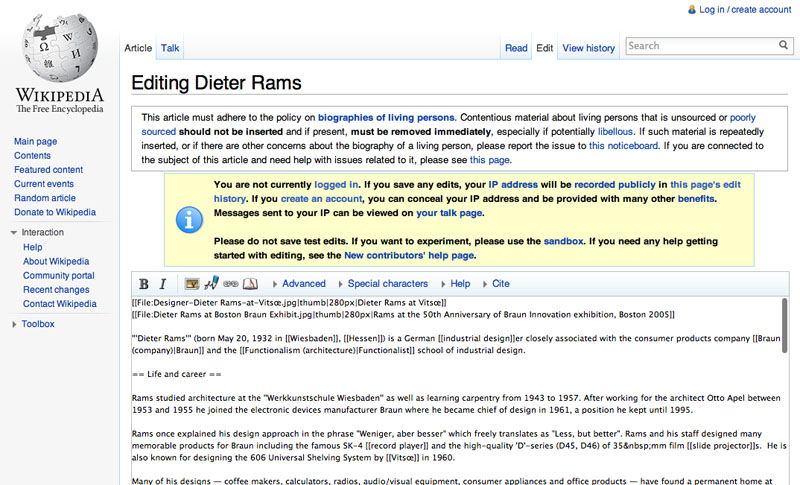 Log in / create account
Article Talk Read Edit View history Search
WIKIPEDIA
The Free Encyclopedia
Editing Dieter Rams
This article must adhere to the policy on biographies of living persons. Contentious material about living persons that is unsourced or poorly
sourced should not be inserted and if present, must be removed immediately, especially if potentially libellous. If such material is repeatedly
inserted, or if there are other concerns about the biography of a living person, please report the issue to this noticeboard. If you are connected to
the subject of this article and need help with issues related to it, please see this page.
Main page
Contents
Featured content
Current events
Random article
Donate to Wikipedia
Interaction
Help
About Wikipedia
Community portal
Recent changes
Contact Wikipedia
Toolbox
You are not currently logged in. If you save any edits, your IP address will be recorded publicly in this page's edit
history. If you create an account, you can conceal your IP address and be provided with many other benefits.
Messages sent to your IP can be viewed on your talk page.
Please do not save test edits. If you want to experiment, please use the sandbox. If you need any help getting
started with editing, see the New contributors' help page.
B I Advanced Special characters Help Cite
[[File:Designer-Dieter Rams-at-Vitsœ.jpg|thumb|280px|Dieter Rams at Vitsœ]]
[[File:Dieter Rams at Boston Braun Exhibit.jpg|thumb|280px|Rams at the 50th Anniversary of Braun Innovation exhibition, Boston 2005]]
'''Dieter Rams''' (born May 20, 1932 in [[Wiesbaden]], [[Hessen]]) is a German [[industrial design]]er closely associated with the consumer products company [[Braun
(company)|Braun]] and the [[Functionalism (architecture)|Functionalist]] school of industrial design.
== Life and career ==
Rams studied architecture at the "Werkkunstschule Wiesbaden" as well as learning carpentry from 1943 to 1957. After working for the architect Otto Apel between
1953 and 1955 he joined the electronic devices manufacturer Braun where he became chief of design in 1961, a position he kept until 1995.
Rams once explained his design approach in the phrase "Weniger, aber besser" which freely translates as "Less, but better". Rams and his staff designed many
memorable products for Braun including the famous SK-4 [[record player]] and the high-quality 'D'-series (D45, D46) of 35&nbsp;mm film [[slide projector]]s.  He is
also known for designing the 606 Universal Shelving System by [[Vitsœ]] in 1960.
Many of his designs — coffee makers, calculators, radios, audio/visual equipment, consumer appliances and office products — have found a permanent home at